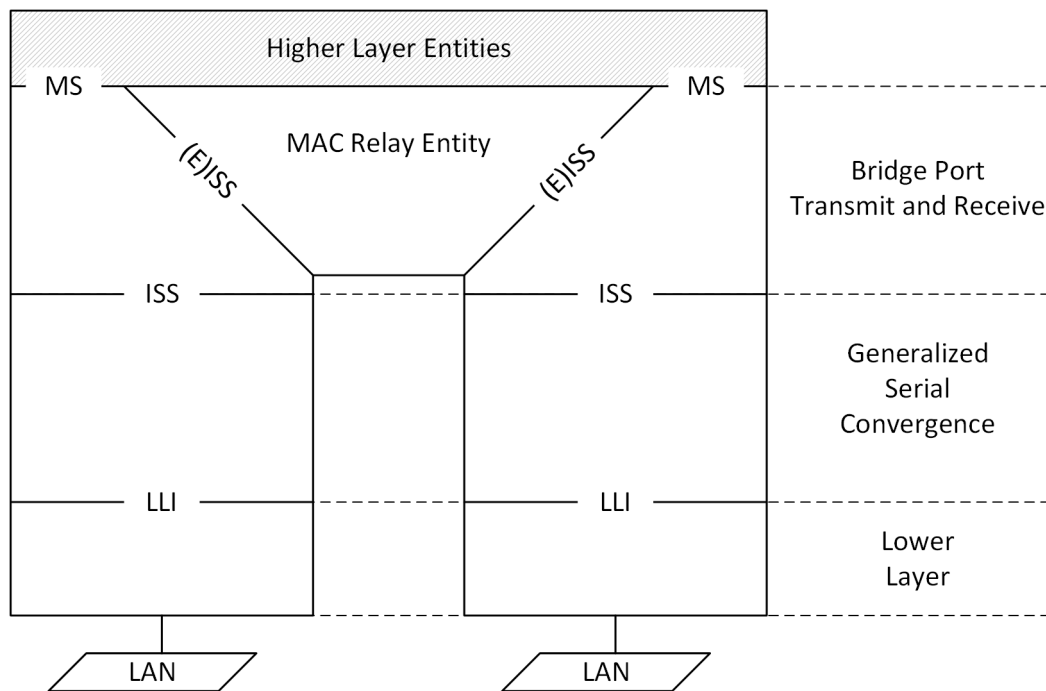 Higher Layer Entities
MS
MS
MAC Relay Entity
(E)ISS
(E)ISS
Bridge Port
Transmit and Receive
ISS
ISS
Generalized
Serial
Convergence
LLI
LLI
Lower
Layer
LAN
LAN